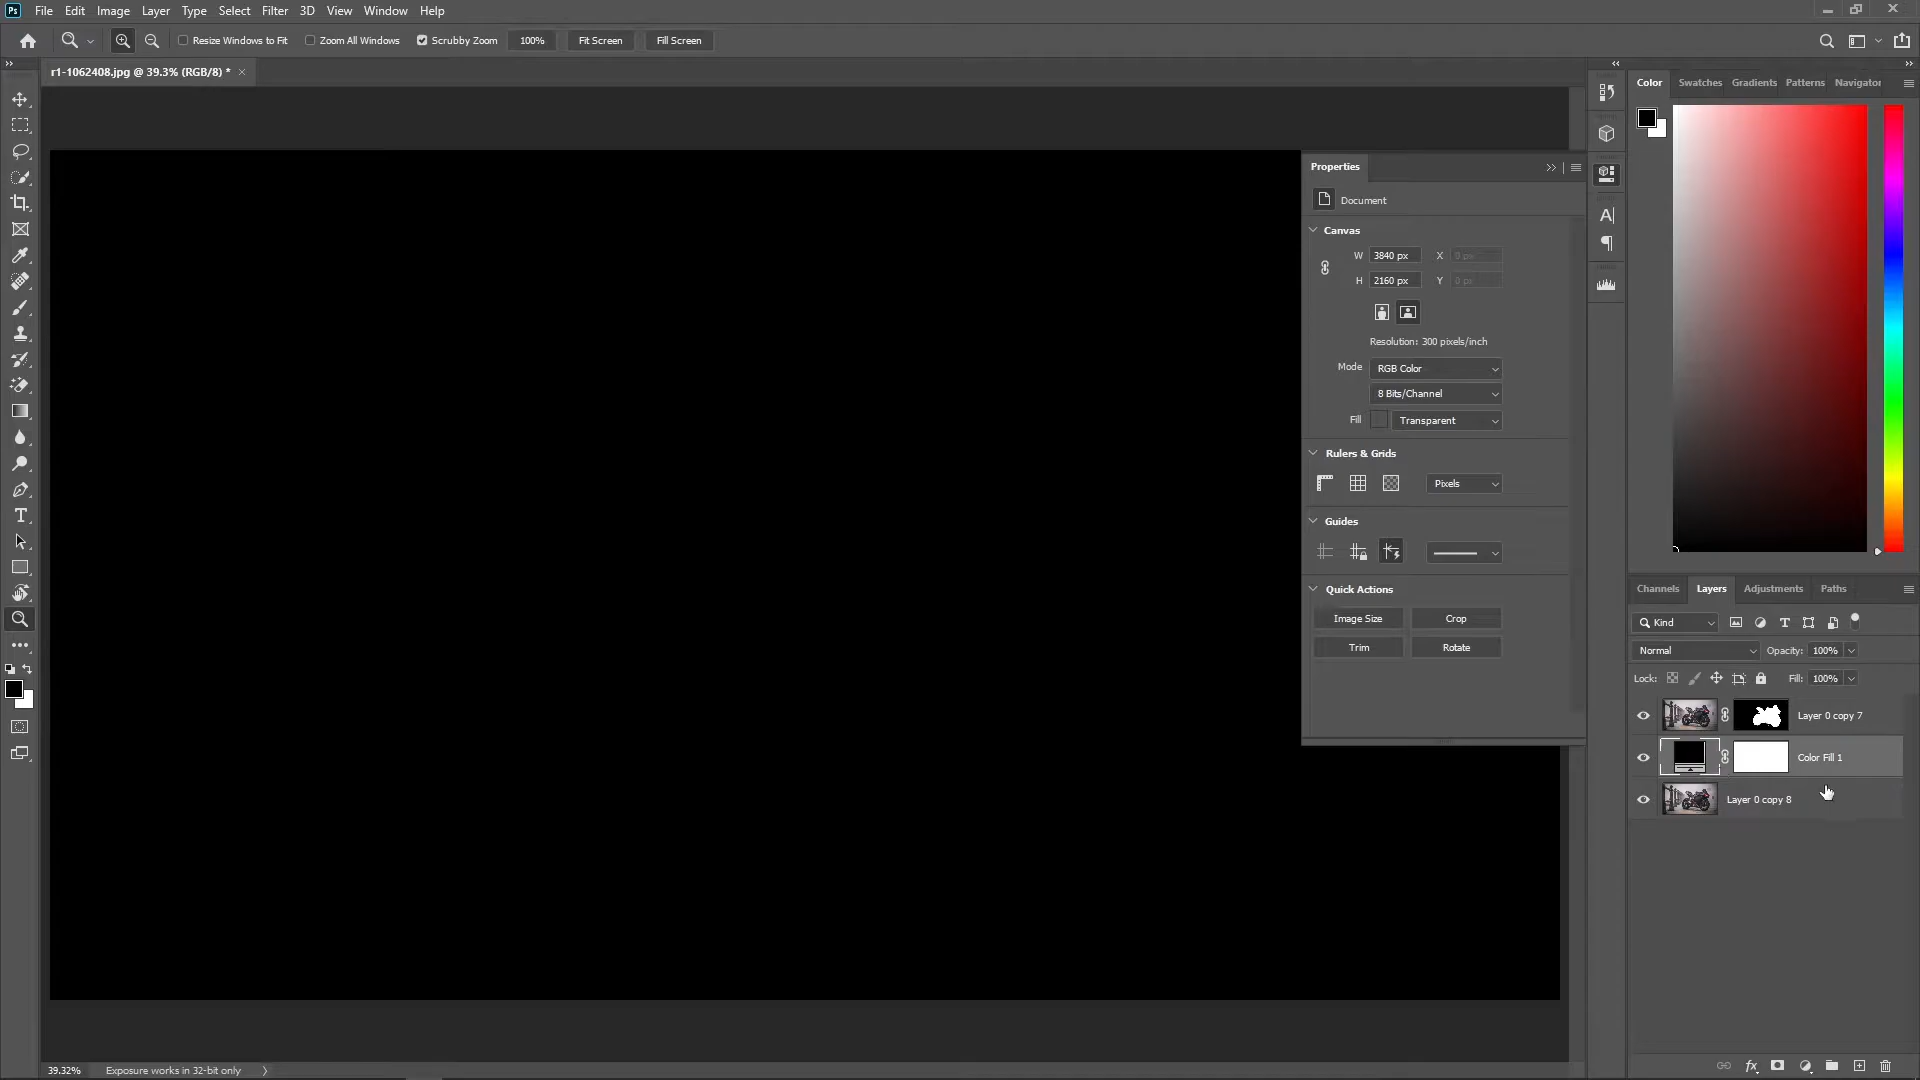 Ps File Edit Image Layer Type Select Filter 3D View Window Help
Resize Windows to Fit Zoom All Windows Scrubby Zoom 100% Fit Screen Fill Screen
r1-1062408.jpg @ 39.3% (RGB/8) *
Color Swatches Gradients Patterns Navigator
Properties
Document
Canvas
W 3840 px X 0 px
H 2160 px Y 0 px
Resolution: 300 pixels/inch
Mode RGB Color
8 Bits/Channel
Fill Transparent
Rulers & Grids
Pixels
Guides
Quick Actions
Image Size Crop
Trim Rotate
Channels Layers Adjustments Paths
Kind
Normal Opacity: 100%
Lock: Fill: 100%
Layer 0 copy 7
Color Fill 1
Layer 0 copy 8
39.32% Exposure works in 32-bit only